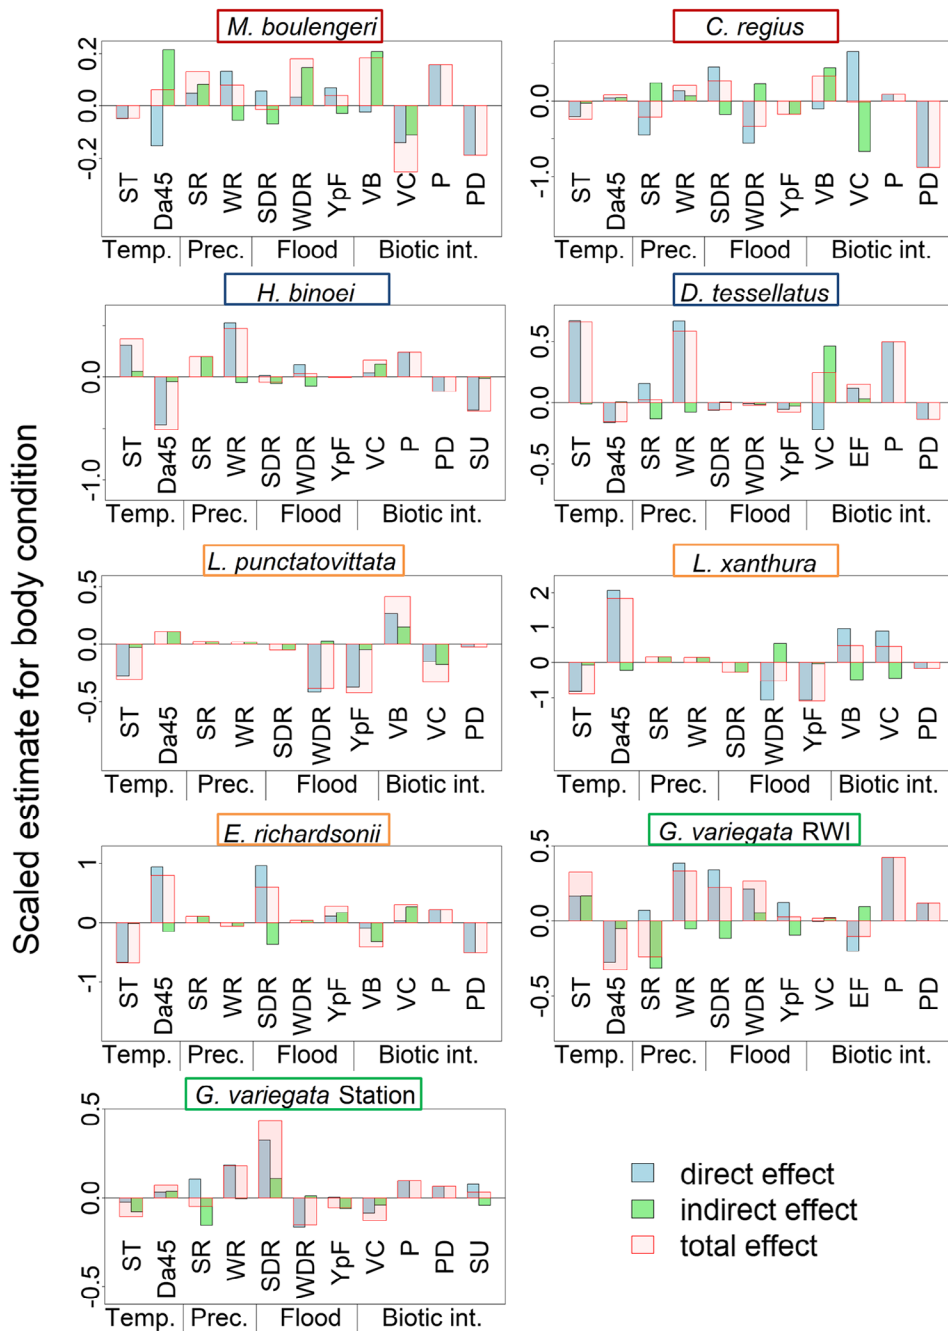 Scaled estimate for body condition
M. boulengeri
0.2
0.0
-0.2
ST Da45 SR WR SDR WDR YpF VB VC P PD
Temp. Prec. Flood Biotic int.
C. regius
0.0
-1.0
ST Da45 SR WR SDR WDR YpF VB VC P PD
Temp. Prec. Flood Biotic int.
H. binoei
0.0
-1.0
ST Da45 SR WR SDR WDR YpF VC P PD SU
Temp. Prec. Flood Biotic int.
D. tessellatus
0.5
0.0
-0.5
ST Da45 SR WR SDR WDR YpF VC EF P PD
Temp. Prec. Flood Biotic int.
L. punctatovittata
0.5
0.0
-0.5
ST Da45 SR WR SDR WDR YpF VB VC PD
Temp. Prec. Flood Biotic int.
L. xanthura
2
1
0
-1
ST Da45 SR WR SDR WDR YpF VB VC PD
Temp. Prec. Flood Biotic int.
E. richardsonii
1
0
-1
ST Da45 SR WR SDR WDR YpF VB VC P PD
Temp. Prec. Flood Biotic int.
G. variegata RWI
0.5
0.0
-0.5
ST Da45 SR WR SDR WDR YpF VC EF P PD
Temp. Prec. Flood Biotic int.
G. variegata Station
0.5
0.0
-0.5
ST Da45 SR WR SDR WDR YpF VC P PD SU
Temp. Prec. Flood Biotic int.
direct effect
indirect effect
total effect